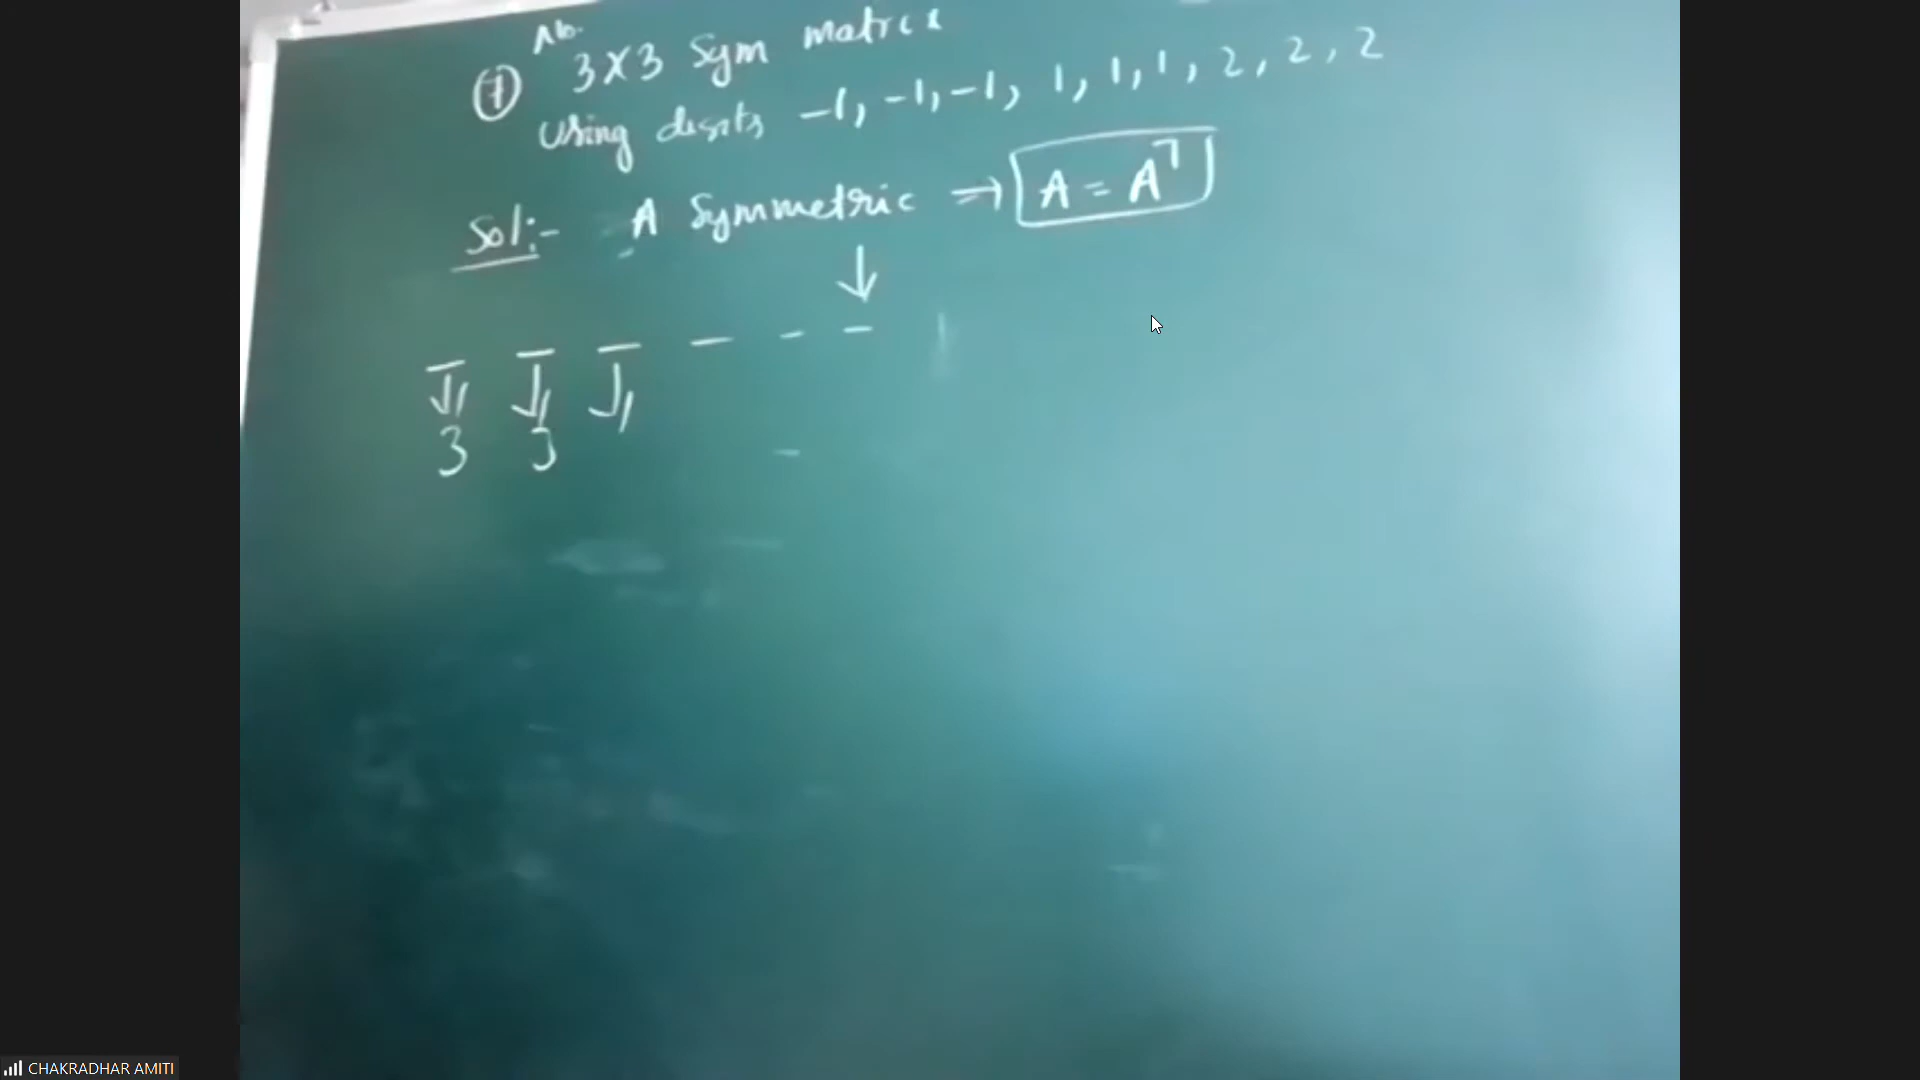 No.
① 3×3 Sym matrix
Using digits -1, -1, -1, 1, 1, 1, 2, 2, 2
Sol:- A Symmetric ⇒ A = Aᵀ
↓
_ _ _ _ _ _
3 3
CHAKRADHAR AMITI